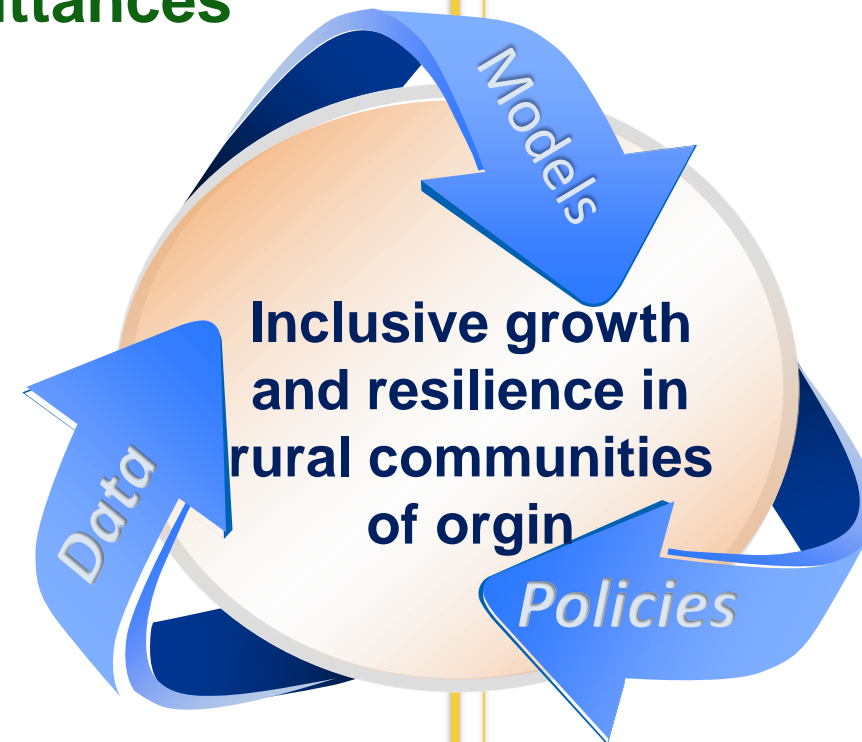 ittances
Models
Inclusive growth
and resilience in
rural communities
of orgin
Data
Policies